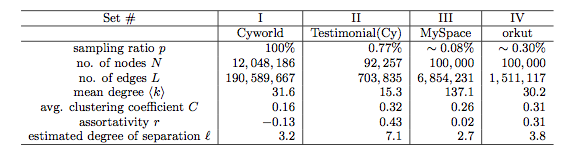 Set # I II III IV
Cyworld Testimonial(Cy) MySpace orkut
sampling ratio p 100% 0.77% ~ 0.08% ~ 0.30%
no. of nodes N 12,048,186 92,257 100,000 100,000
no. of edges L 190,589,667 703,835 6,854,231 1,511,117
mean degree ⟨k⟩ 31.6 15.3 137.1 30.2
avg. clustering coefficient C 0.16 0.32 0.26 0.31
assortativity r −0.13 0.43 0.02 0.31
estimated degree of separation ℓ 3.2 7.1 2.7 3.8